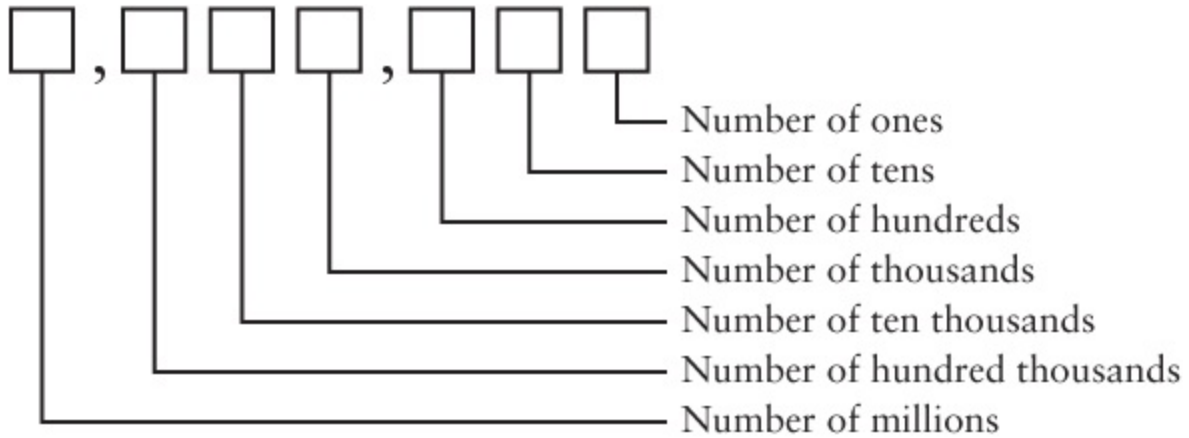 , ,
Number of ones
Number of tens
Number of hundreds
Number of thousands
Number of ten thousands
Number of hundred thousands
Number of millions